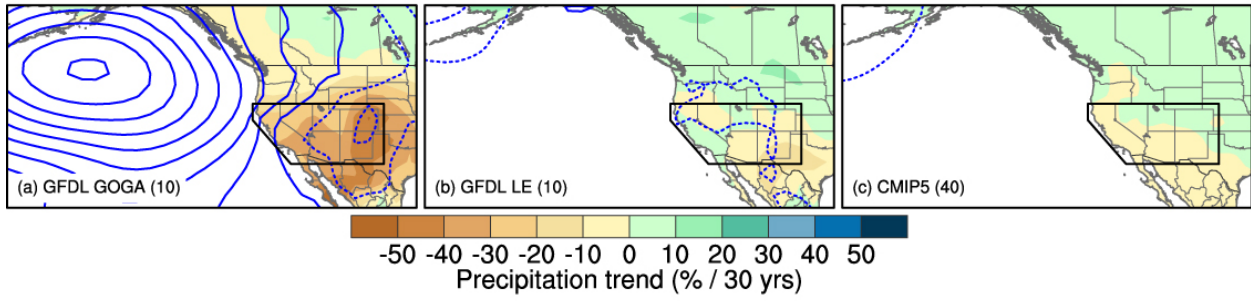 (a) GFDL GOGA (10)
(b) GFDL LE (10)
(c) CMIP5 (40)
-50 -40 -30 -20 -10 0 10 20 30 40 50
Precipitation trend (% / 30 yrs)